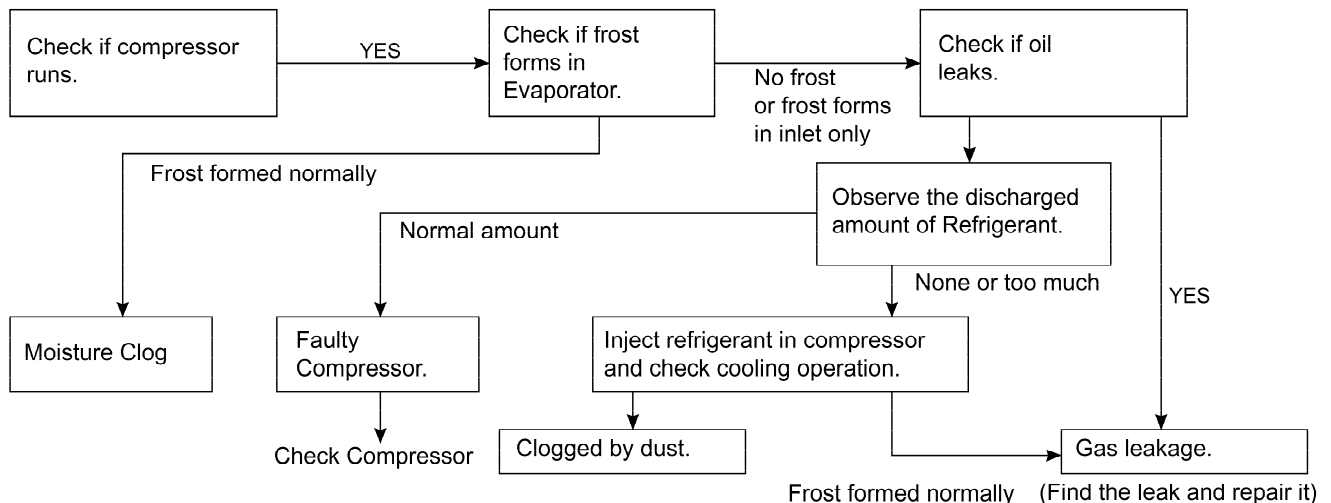 Check if compressor
runs.
YES
Check if frost
forms in
Evaporator.
No frost
or frost forms
in inlet only
Check if oil
leaks.
Frost formed normally
Observe the discharged
amount of Refrigerant.
Normal amount
None or too much
YES
Moisture Clog
Faulty
Compressor.
Inject refrigerant in compressor
and check cooling operation.
Check Compressor
Clogged by dust.
Gas leakage.
Frost formed normally
(Find the leak and repair it)